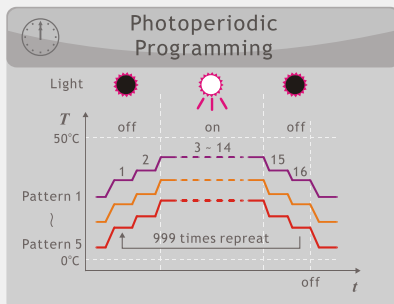 Photoperiodic
Programming
Light
T
50°C
off
on
off
3 ~ 14
1
2
15
16
Pattern 1
~
Pattern 5
999 times repreat
0°C
off
t